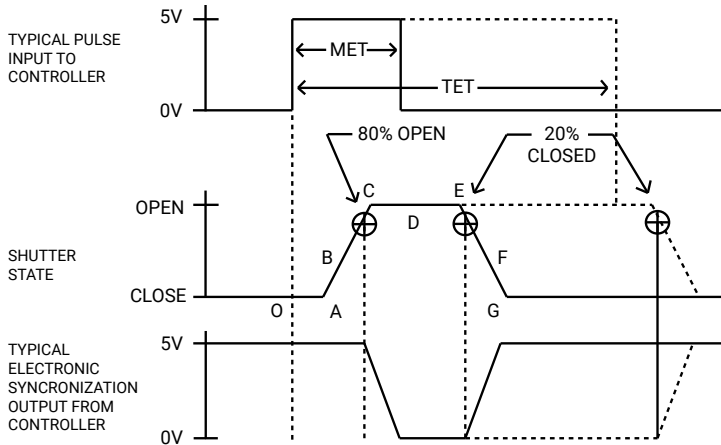 5V
TYPICAL PULSE
INPUT TO
CONTROLLER
MET
TET
0V
80% OPEN
20%
CLOSED
C
E
OPEN
D
B
F
SHUTTER
STATE
CLOSE
O
A
G
5V
TYPICAL
ELECTRONIC
SYNCRONIZATION
OUTPUT FROM
CONTROLLER
0V